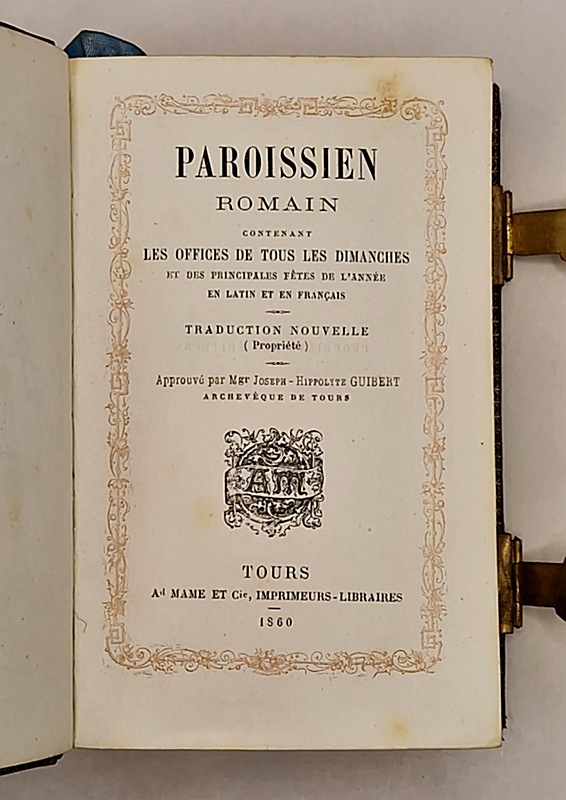 PAROISSIEN
ROMAIN
CONTENANT
LES OFFICES DE TOUS LES DIMANCHES
ET DES PRINCIPALES FÊTES DE L'ANNÉE
EN LATIN ET EN FRANÇAIS
TRADUCTION NOUVELLE
( Propriété )
Approuvé par Mgr JOSEPH-HIPPOLYTE GUIBERT
ARCHEVÊQUE DE TOURS
AM
TOURS
Ad MAME ET Cie, IMPRIMEURS-LIBRAIRES
1860